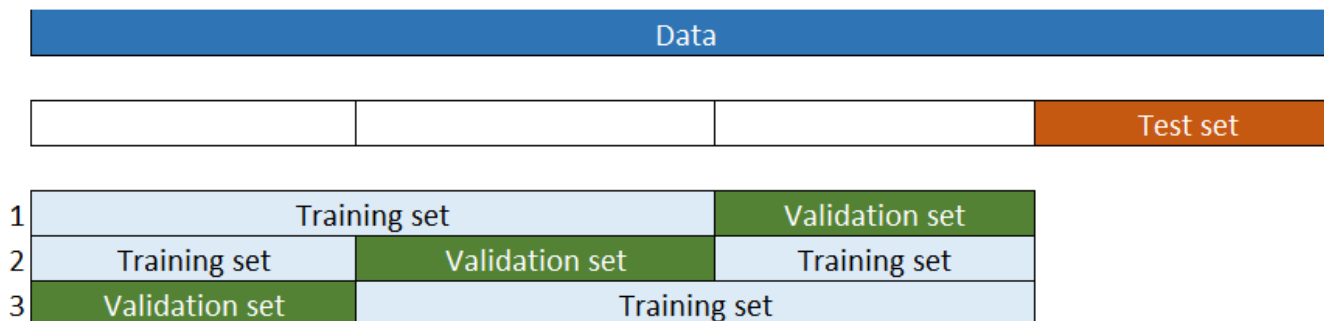 Data
Test set
1 Training set Validation set
2 Training set Validation set Training set
3 Validation set Training set